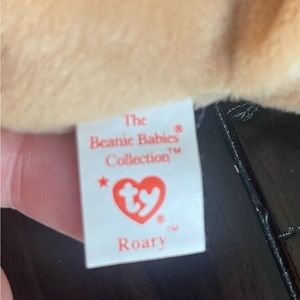 The
Beanie Babies®
Collection™
ty®
Roary™